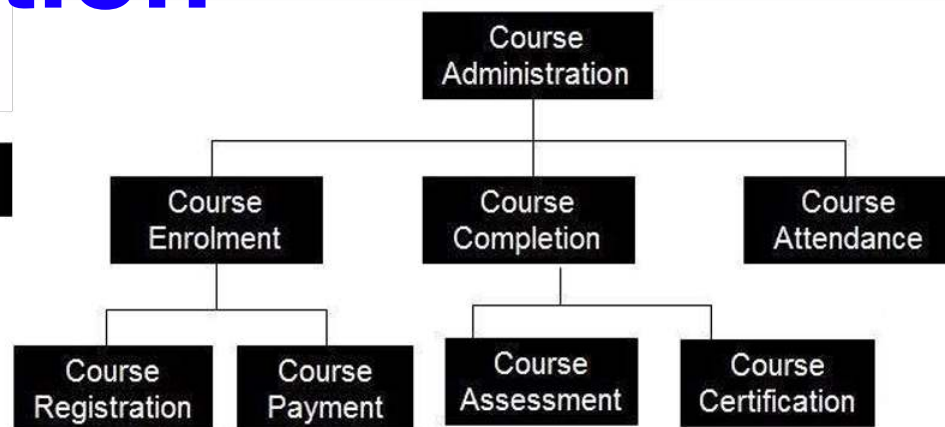 Course
Administration
Course
Enrolment
Course
Completion
Course
Attendance
Course
Registration
Course
Payment
Course
Assessment
Course
Certification